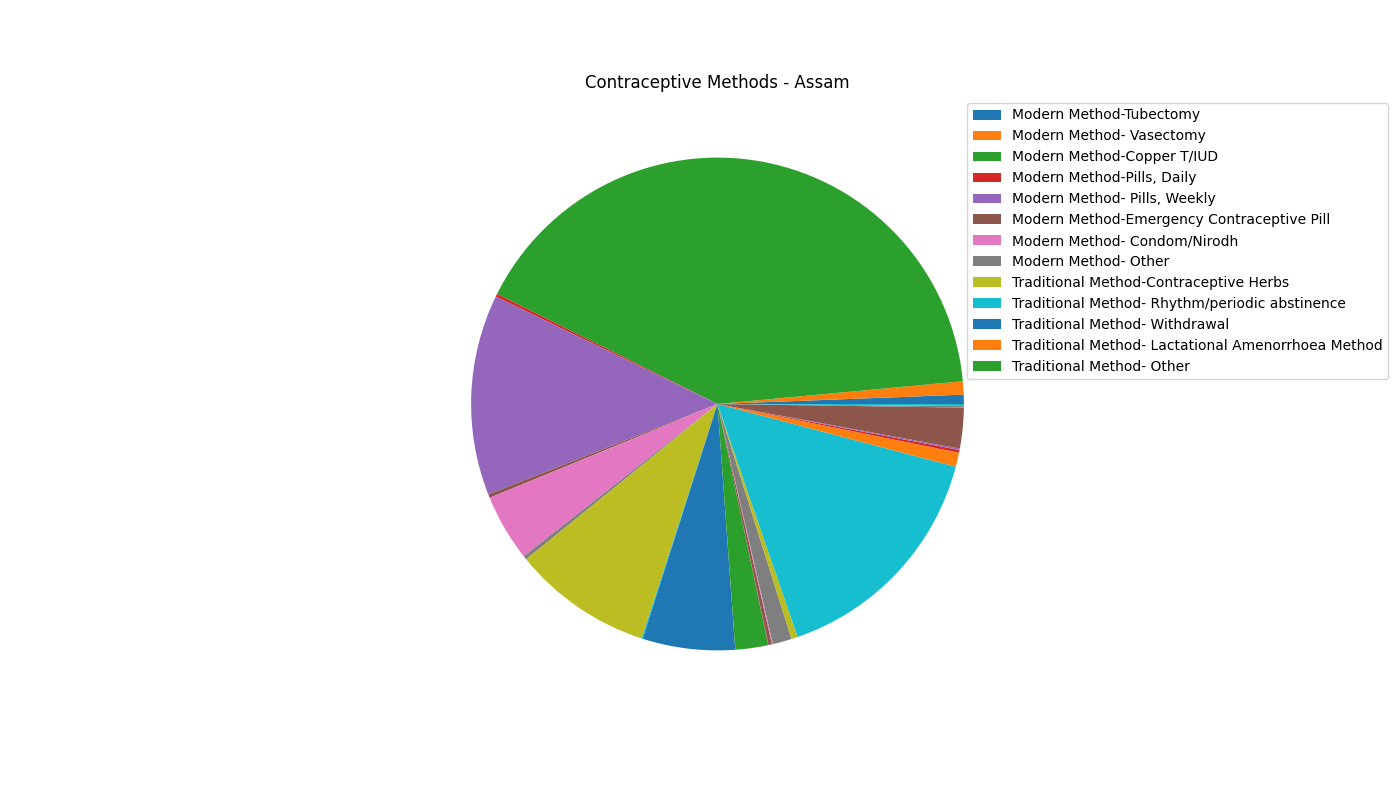 Contraceptive Methods - Assam
Modern Method-Tubectomy
Modern Method- Vasectomy
Modern Method-Copper T/IUD
Modern Method-Pills, Daily
Modern Method- Pills, Weekly
Modern Method-Emergency Contraceptive Pill
Modern Method- Condom/Nirodh
Modern Method- Other
Traditional Method-Contraceptive Herbs
Traditional Method- Rhythm/periodic abstinence
Traditional Method- Withdrawal
Traditional Method- Lactational Amenorrhoea Method
Traditional Method- Other